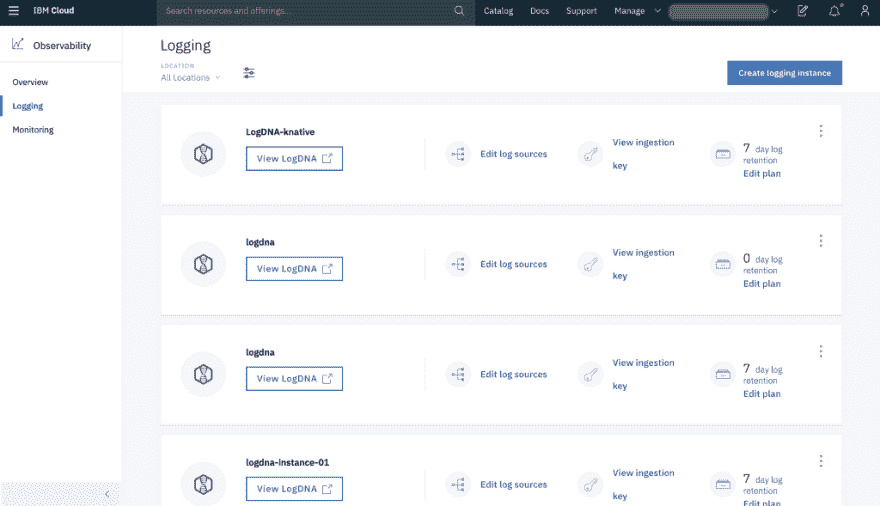 IBM Cloud
Search resources and offerings...
Catalog
Docs
Support
Manage
Observability
Overview
Logging
Monitoring
Logging
LOCATION
All Locations
Create logging instance
LogDNA-knative
View LogDNA
Edit log sources
View ingestion
key
7 day log
retention
Edit plan
logdna
View LogDNA
Edit log sources
View ingestion
key
0 day log
retention
Edit plan
logdna
View LogDNA
Edit log sources
View ingestion
key
7 day log
retention
Edit plan
logdna-instance-01
View LogDNA
Edit log sources
View ingestion
key
7 day log
retention
Edit plan